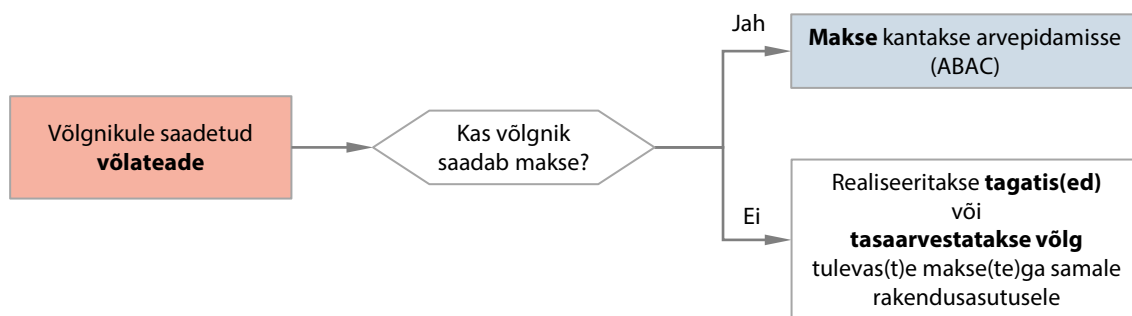 Võlgnikule saadetud
võlateade
Kas võlgnik
saadab makse?
Jah
Makse kantakse arvepidamisse
(ABAC)
Ei
Realiseeritakse tagatis(ed)
või
tasaarvestatakse võlg
tulevas(t)e makse(te)ga samale
rakendusasutusele